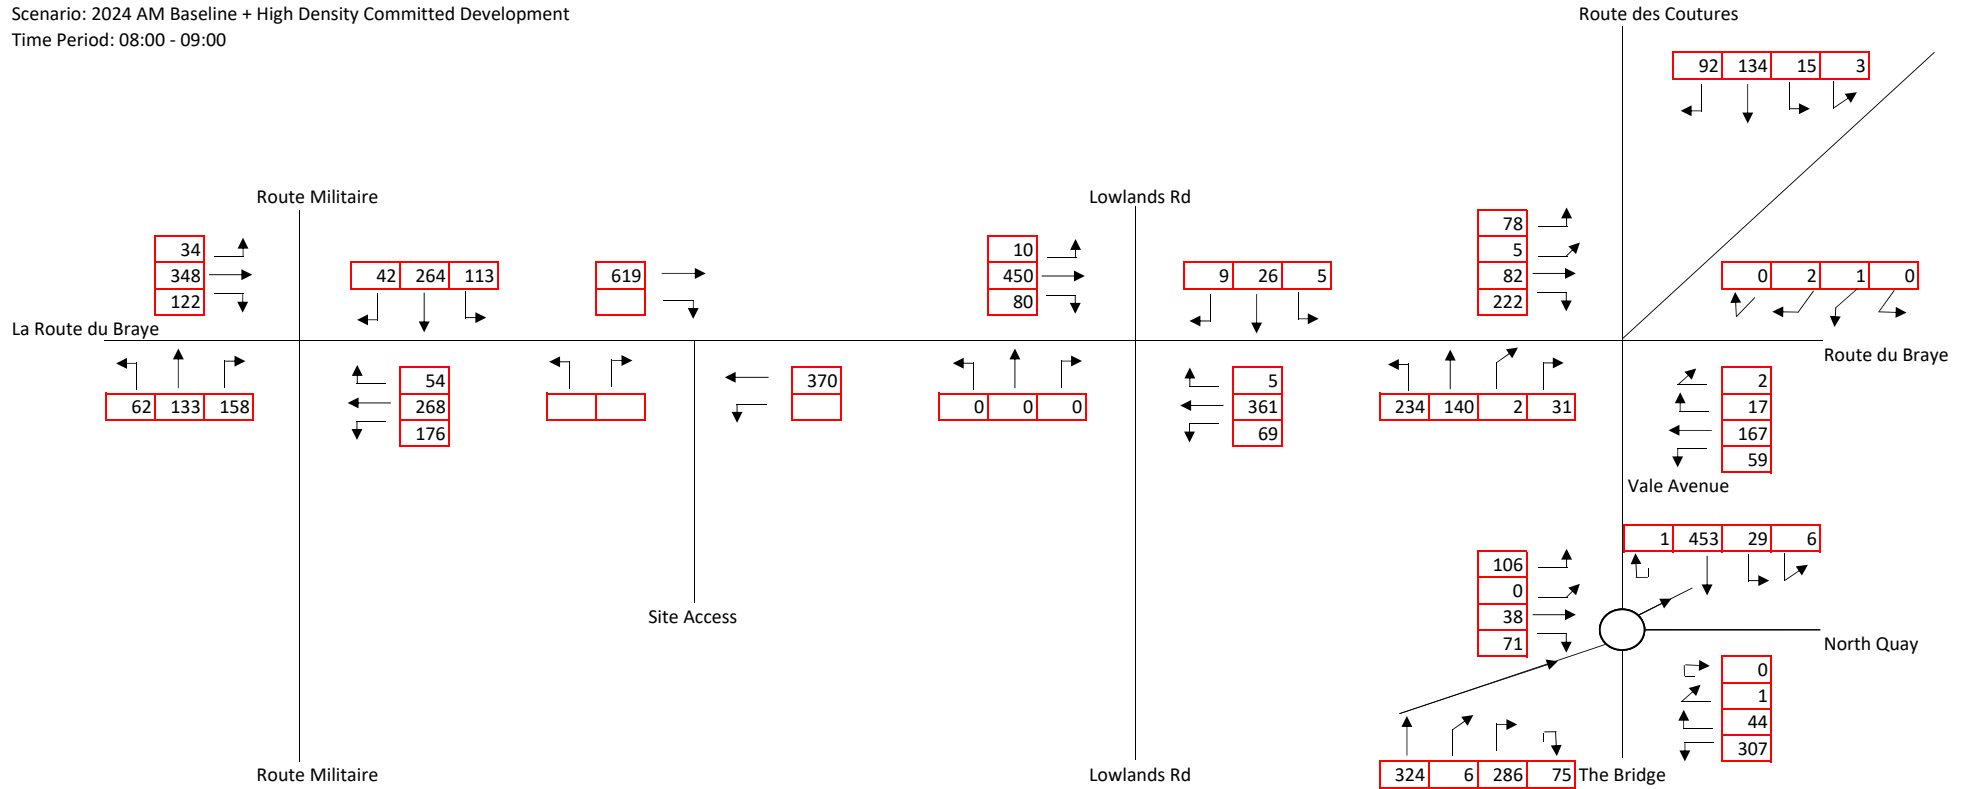 Scenario: 2024 AM Baseline + High Density Committed Development
Time Period: 08:00 - 09:00
Route des Coutures
92 134 15 3
Route Militaire
34
348
122
42 264 113
619
Lowlands Rd
10
450
80
9 26 5
78
5
82
222
0 2 1 0
La Route du Braye
Route du Braye
62 133 158
54
268
176
370
0 0 0
5
361
69
234 140 2 31
2
17
167
59
Vale Avenue
1 453 29 6
106
0
38
71
Site Access
North Quay
0
1
44
307
324 6 286 75
Route Militaire
Lowlands Rd
The Bridge